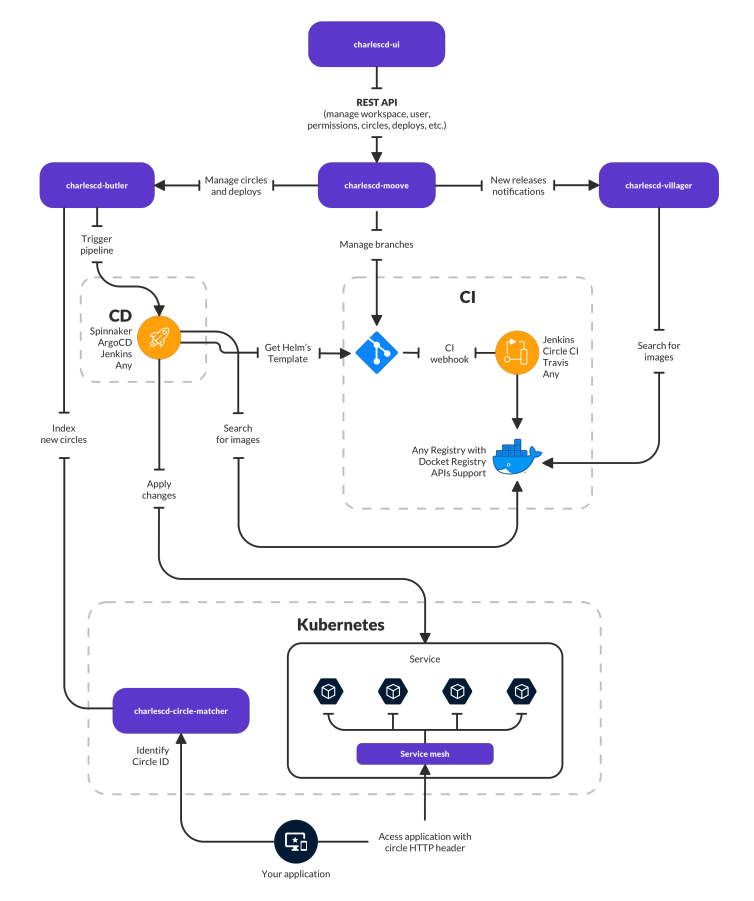 charlescd-ui
REST API
(manage workspace, user,
permissions, circles, deploys, etc.)
charlescd-butler
Manage circles
and deploys
charlescd-moove
New releases
notifications
charlescd-villager
Trigger
pipeline
Manage branches
CD
Spinnaker
ArgoCD
Jenkins
Any
CI
Get Helm's
Template
CI
webhook
Jenkins
Circle CI
Travis
Any
Search for
images
Index
new circles
Search
for images
Any Registry with
Docket Registry
APIs Support
Apply
changes
Kubernetes
Service
charlescd-circle-matcher
Service mesh
Identify
Circle ID
Acess application with
circle HTTP header
Your application